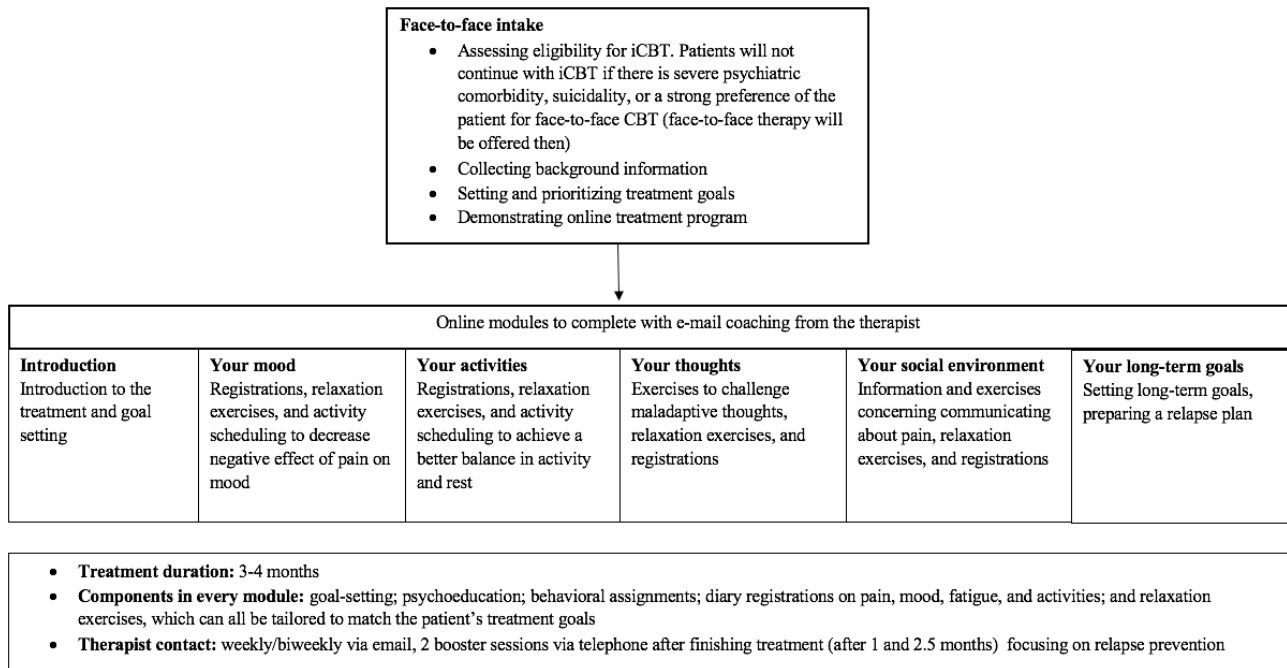 Face-to-face intake
• Assessing eligibility for iCBT. Patients will not
continue with iCBT if there is severe psychiatric
comorbidity, suicidality, or a strong preference of the
patient for face-to-face CBT (face-to-face therapy will
be offered then)
• Collecting background information
• Setting and prioritizing treatment goals
• Demonstrating online treatment program
Online modules to complete with e-mail coaching from the therapist
Introduction
Introduction to the
treatment and goal
setting
Your mood
Registrations, relaxation
exercises, and activity
scheduling to decrease
negative effect of pain on
mood
Your activities
Registrations, relaxation
exercises, and activity
scheduling to achieve a
better balance in activity
and rest
Your thoughts
Exercises to challenge
maladaptive thoughts,
relaxation exercises, and
registrations
Your social environment
Information and exercises
concerning communicating
about pain, relaxation
exercises, and registrations
Your long-term goals
Setting long-term goals,
preparing a relapse plan
• Treatment duration: 3-4 months
• Components in every module: goal-setting; psychoeducation; behavioral assignments; diary registrations on pain, mood, fatigue, and activities; and relaxation
exercises, which can all be tailored to match the patient's treatment goals
• Therapist contact: weekly/biweekly via email, 2 booster sessions via telephone after finishing treatment (after 1 and 2.5 months) focusing on relapse prevention